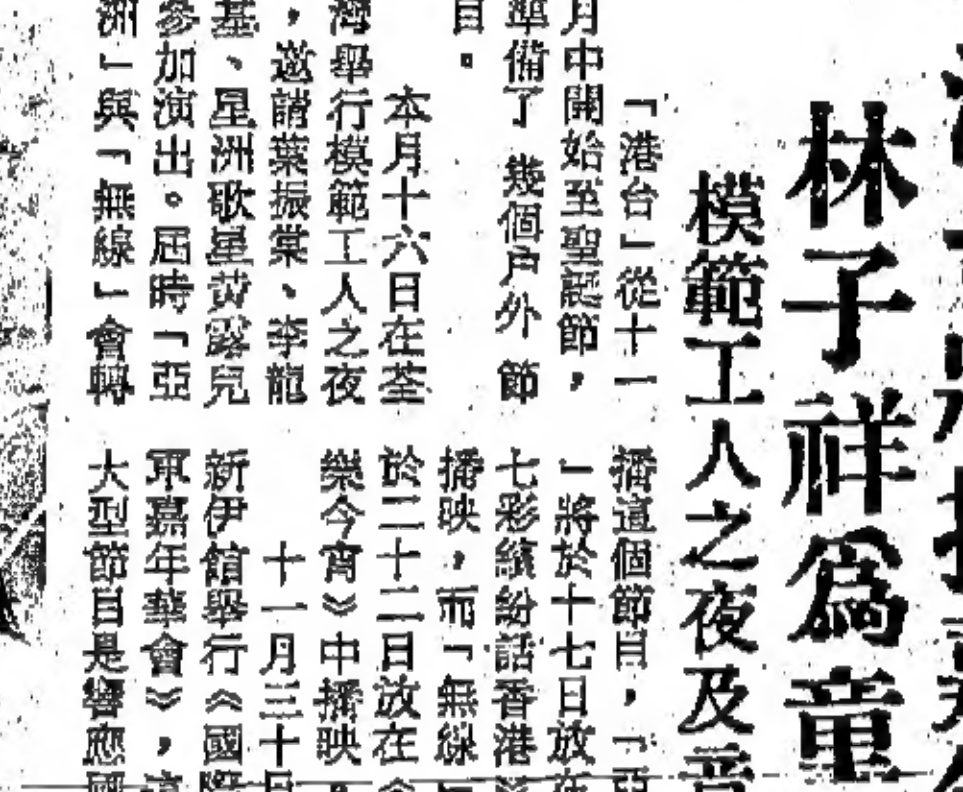 林子祥為童
模範工人之夜及音
「港台」從十一
月中開始至聖誕節，
準備了幾個戶外節
目。
本月十六日在荃
灣舉行模範工人之夜
，邀請葉振棠、李龍
基、星洲歌星黃露兒
參加演出。屆時「亞
洲」與「無線」會轉
播這個節目，「亞
」將於十七日放在
七彩繽紛話香港》
播映，而「無線」
於二十二日放在《
樂今宵》中播映。
十一月三十日
新伊館舉行《國際
軍嘉年華會》，這
大型節目是響應國